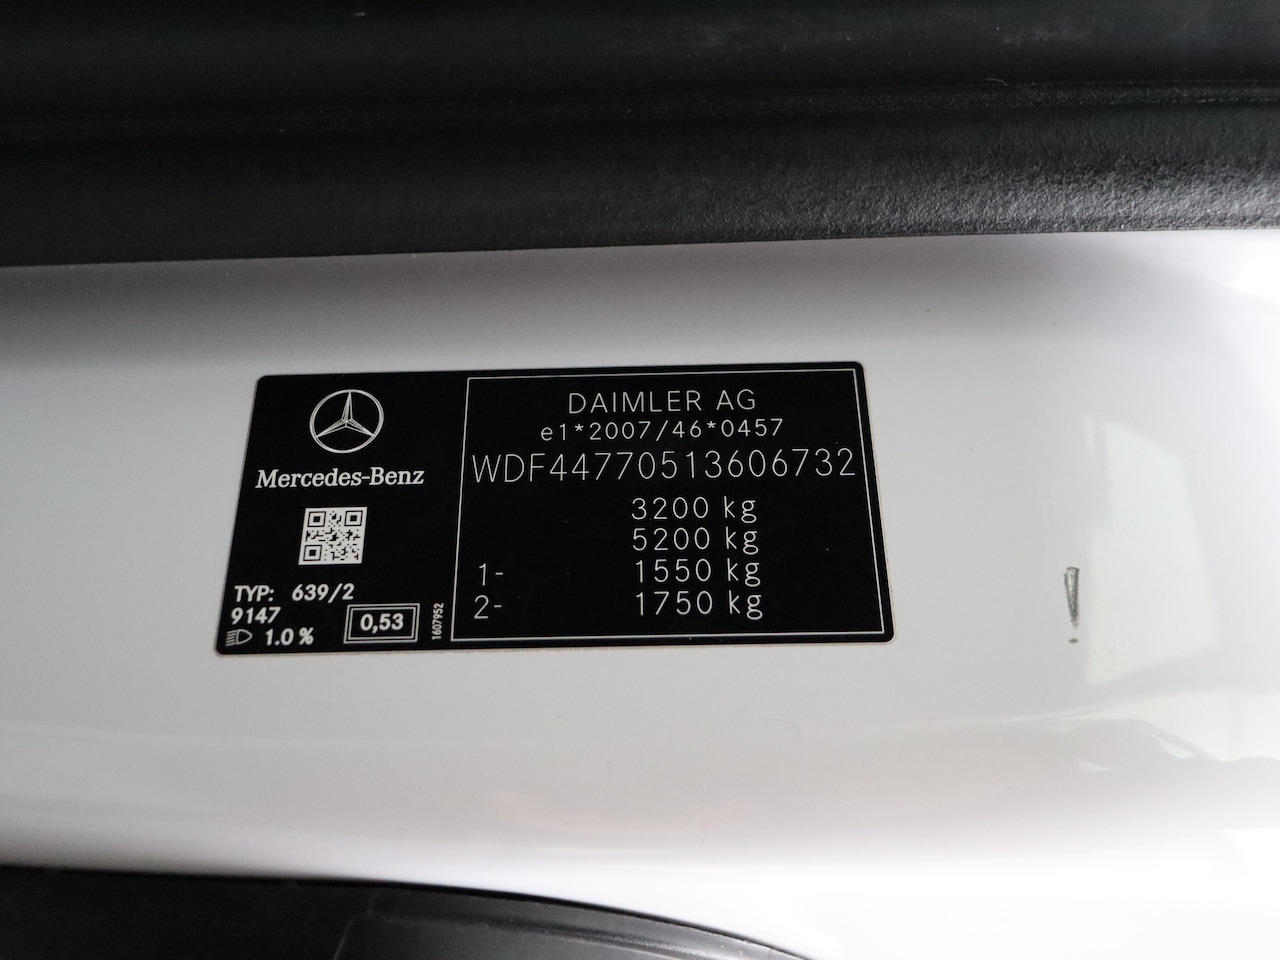 Mercedes-Benz
TYP: 639/2
9147
1.0 %
0,53
1607952
DAIMLER AG
e1*2007/46*0457
WDF44770513606732
3200 kg
5200 kg
1- 1550 kg
2- 1750 kg